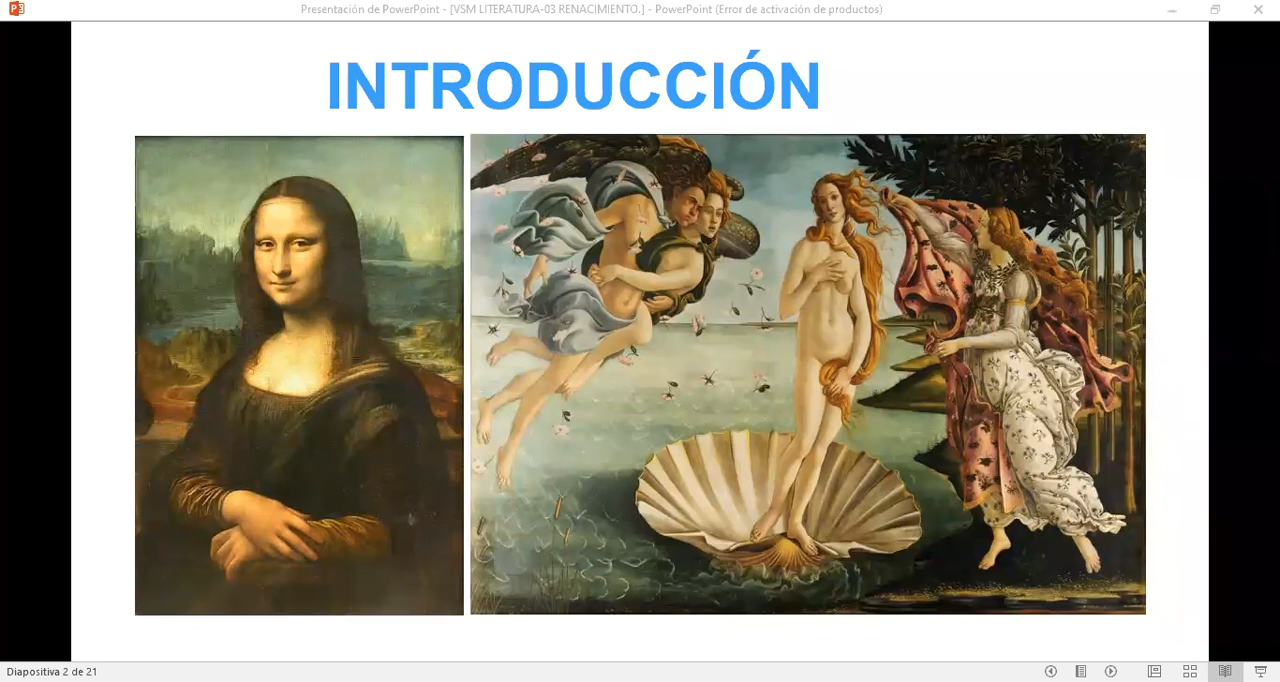 Presentación de PowerPoint - [VSM LITERATURA-03 RENACIMIENTO.] - PowerPoint (Error de activación de productos)
INTRODUCCIÓN
Diapositiva 2 de 21